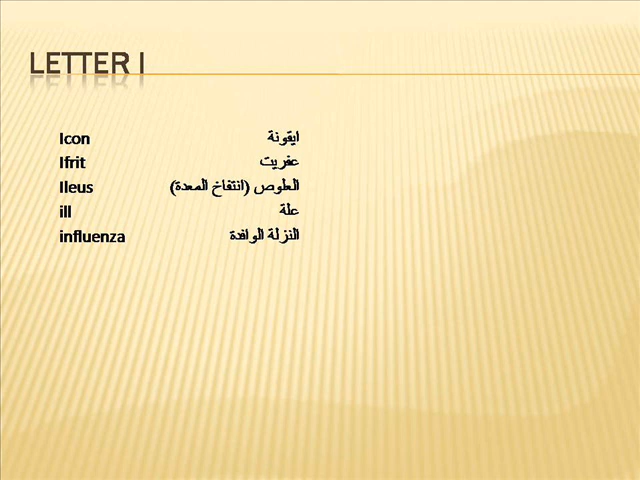 LETTER I
Icon ايقونة
Ifrit عفريت
Ileus العلوص (انتفاخ المعدة)
ill علة
influenza النزلة الوافدة